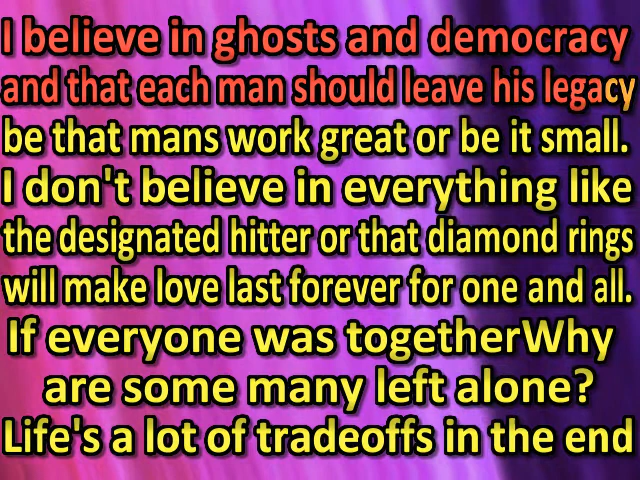 I believe in ghosts and democracy
and that each man should leave his legacy
be that mans work great or be it small.
I don't believe in everything like
the designated hitter or that diamond rings
will make love last forever for one and all.
If everyone was togetherWhy
are some many left alone?
Life's a lot of tradeoffs in the end